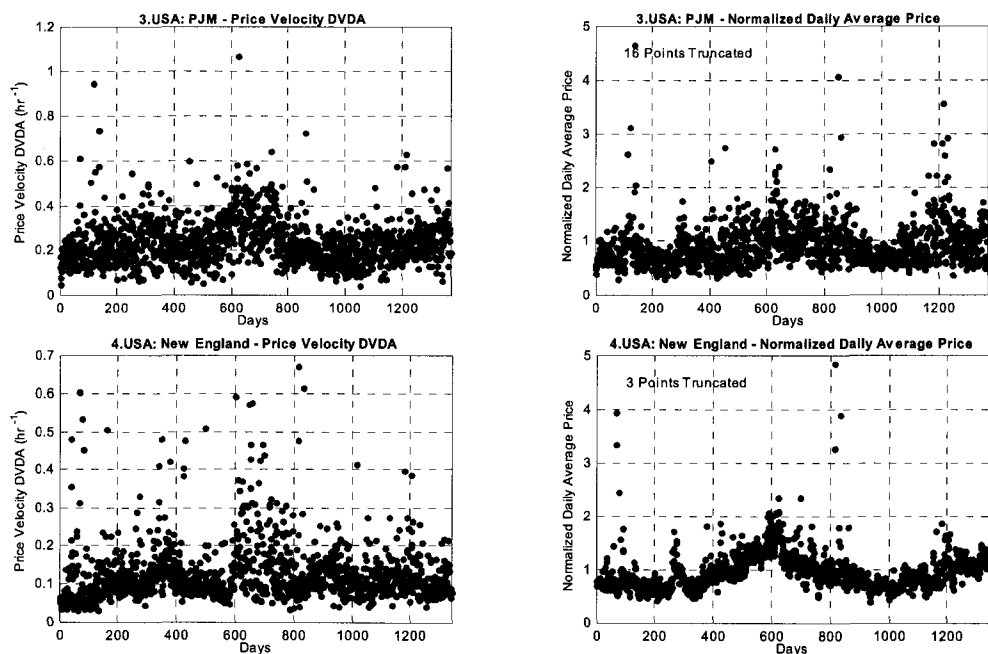 3.USA: PJM - Price Velocity DVDA
Price Velocity DVDA (hr⁻¹)
1.2
1
0.8
0.6
0.4
0.2
0
0 200 400 600 800 1000 1200
Days
3.USA: PJM - Normalized Daily Average Price
16 Points Truncated
Normalized Daily Average Price
5
4
3
2
1
0
0 200 400 600 800 1000 1200
Days
4.USA: New England - Price Velocity DVDA
Price Velocity DVDA (hr⁻¹)
0.7
0.6
0.5
0.4
0.3
0.2
0.1
0
0 200 400 600 800 1000 1200
Days
4.USA: New England - Normalized Daily Average Price
3 Points Truncated
Normalized Daily Average Price
5
4
3
2
1
0
0 200 400 600 800 1000 1200
Days